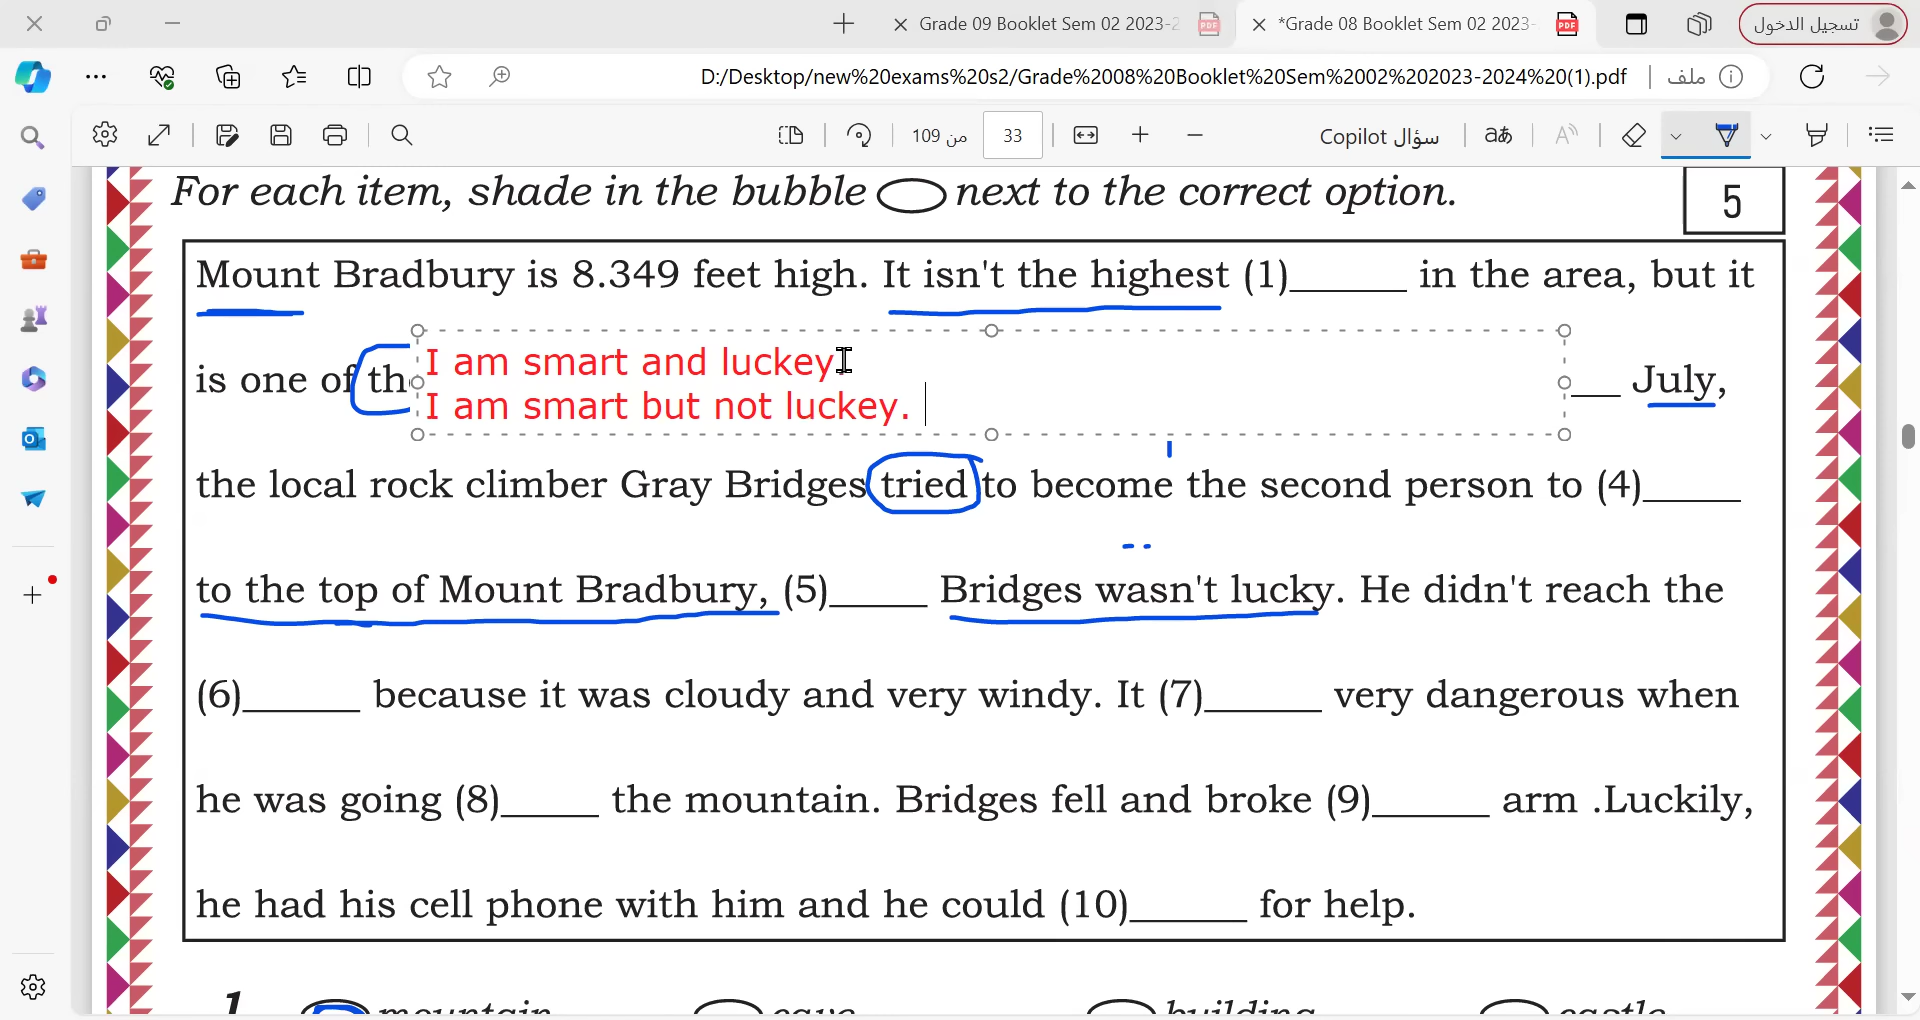 Grade 09 Booklet Sem 02 2023-2
*Grade 08 Booklet Sem 02 2023-
تسجيل الدخول
D:/Desktop/new%20exams%20s2/Grade%2008%20Booklet%20Sem%2002%202023-2024%20(1).pdf
ملف
33 من 109
سؤال Copilot
For each item, shade in the bubble next to the correct option.
5
Mount Bradbury is 8.349 feet high. It isn't the highest (1)______ in the area, but it
I am smart and luckey
is one of th ___ July,
I am smart but not luckey.
the local rock climber Gray Bridges tried to become the second person to (4)_____
to the top of Mount Bradbury, (5)_____ Bridges wasn't lucky. He didn't reach the
(6)______ because it was cloudy and very windy. It (7)______ very dangerous when
he was going (8)_____ the mountain. Bridges fell and broke (9)______ arm .Luckily,
he had his cell phone with him and he could (10)______ for help.
1 mountain cave building castle